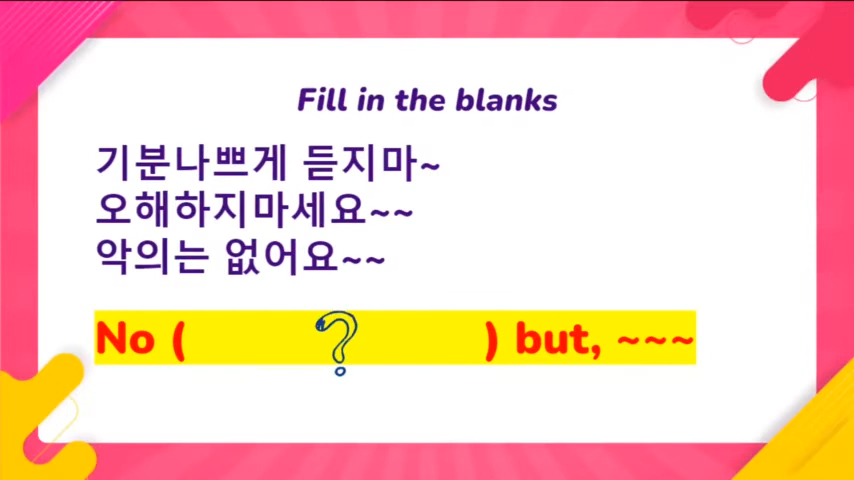 Fill in the blanks
기분나쁘게 듣지마~
오해하지마세요~~
악의는 없어요~~
No ( ? ) but, ~~~